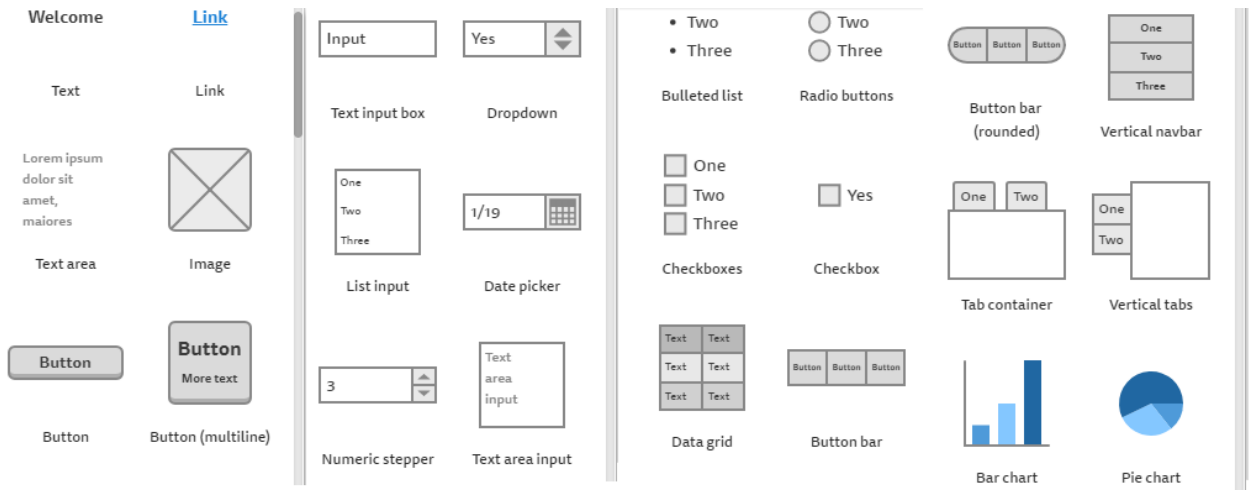 Welcome
Link
Text
Link
Lorem ipsum
dolor sit
amet,
maiores
Text area
Image
Button
Button
More text
Button
Button (multiline)
Input
Yes
Text input box
Dropdown
One
Two
Three
1/19
List input
Date picker
3
Text
area
input
Numeric stepper
Text area input
• Two
• Three
Two
Three
Bulleted list
Radio buttons
One
Two
Three
Yes
Checkboxes
Checkbox
Text Text
Text Text
Text Text
Button Button Button
Data grid
Button bar
Button Button Button
One
Two
Three
Button bar
(rounded)
Vertical navbar
One Two
One
Two
Tab container
Vertical tabs
Bar chart
Pie chart